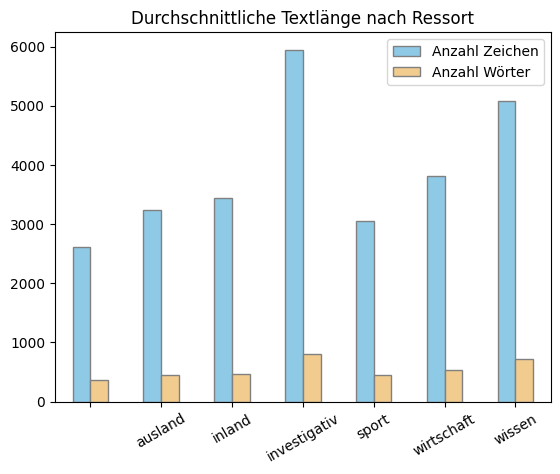 Durchschnittliche Textlänge nach Ressort
Anzahl Zeichen
Anzahl Wörter
6000
5000
4000
3000
2000
1000
0
ausland
inland
investigativ
sport
wirtschaft
wissen